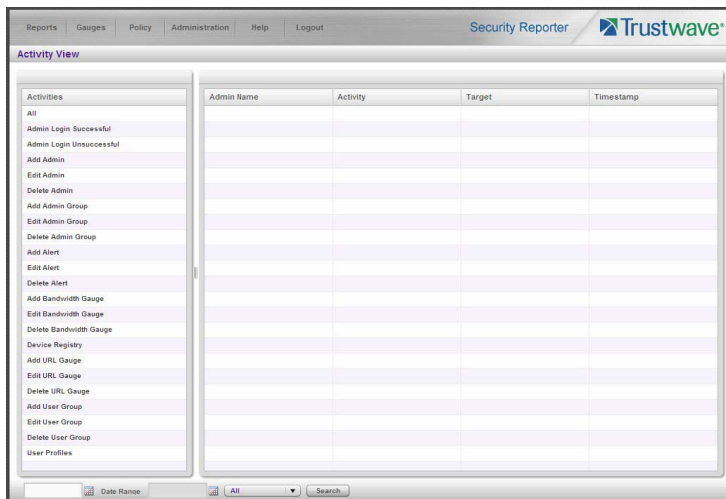 Reports Gauges Policy Administration Help Logout
Security Reporter
Trustwave®
Activity View
Activities
All
Admin Login Successful
Admin Login Unsuccessful
Add Admin
Edit Admin
Delete Admin
Add Admin Group
Edit Admin Group
Delete Admin Group
Add Alert
Edit Alert
Delete Alert
Add Bandwidth Gauge
Edit Bandwidth Gauge
Delete Bandwidth Gauge
Device Registry
Add URL Gauge
Edit URL Gauge
Delete URL Gauge
Add User Group
Edit User Group
Delete User Group
User Profiles
Admin Name Activity Target Timestamp
Date Range All Search